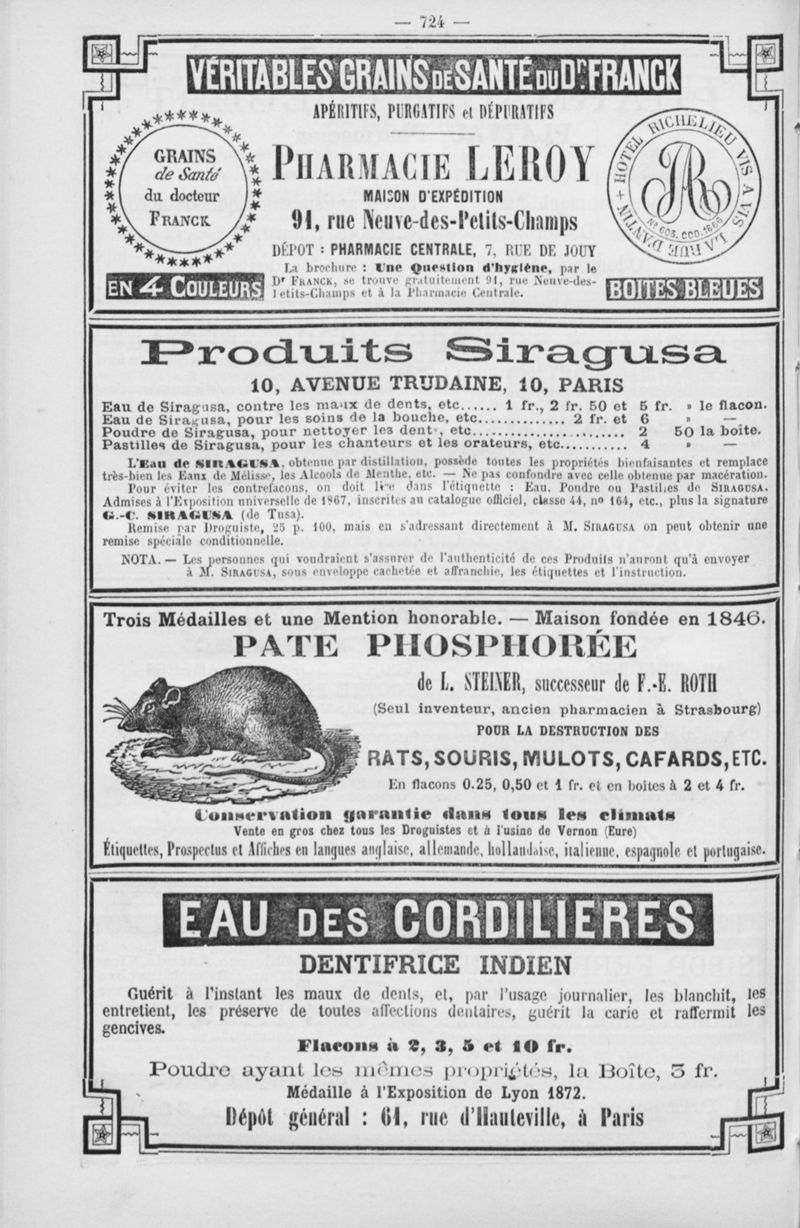 — 724 —
VÉRITABLES GRAINS DE SANTÉ DU Dr. FRANCK
APÉRITIFS, PURGATIFS et DÉPURATIFS
GRAINS
de Santé
du docteur
FRANCK
EN 4 COULEURS
PHARMACIE LEROY
MAISON D'EXPÉDITION
91, rue Neuve-des-Petits-Champs
DÉPOT : PHARMACIE CENTRALE, 7, RUE DE JOUY
La brochure : Une Question d'hygiène, par le
Dr FRANCK, se trouve gratuitement 91, rue Neuve-des-
Petits-Champs et à la Pharmacie Centrale.
HOTEL RICHELIEU VIS A VIS LA RUE D'ANTIN +
No 603. CCO. 1868
BOITES BLEUES
Produits Siragusa
10, AVENUE TRUDAINE, 10, PARIS
Eau de Siragusa, contre les maux de dents, etc...... 1 fr., 2 fr. 50 et 5 fr. » le flacon.
Eau de Siragusa, pour les soins de la bouche, etc............. 2 fr. et 6 » —
Poudre de Siragusa, pour nettoyer les dents, etc....................... 2 50 la boîte.
Pastilles de Siragusa, pour les chanteurs et les orateurs, etc........... 4 » —
L'Eau de SIRAGUSA, obtenue par distillation, possède toutes les propriétés bienfaisantes et remplace
très-bien les Eaux de Mélisse, les Alcools de Menthe, etc. — Ne pas confondre avec celle obtenue par macération.
Pour éviter les contrefacons, on doit lire dans l'étiquette : Eau, Poudre ou Pastilles de SIRAGUSA.
Admises à l'Exposition universelle de 1867, inscrites au catalogue officiel, classe 44, no 164, etc., plus la signature
G.-C. SIRAGUSA (de Tusa).
Remise par Droguiste, 25 p. 100, mais en s'adressant directement à M. SIRAGUSA on peut obtenir une
remise spéciale conditionnelle.
NOTA. — Les personnes qui voudraient s'assurer de l'authenticité de ces Produits n'auront qu'à envoyer
à M. SIRAGUSA, sous enveloppe cachetée et affranchie, les étiquettes et l'instruction.
Trois Médailles et une Mention honorable. — Maison fondée en 1846.
PATE PHOSPHORÉE
de L. STEINER, successeur de F.-E. ROTH
(Seul inventeur, ancien pharmacien à Strasbourg)
POUR LA DESTRUCTION DES
RATS, SOURIS, MULOTS, CAFARDS, ETC.
En flacons 0.25, 0,50 et 1 fr. et en boîtes à 2 et 4 fr.
Conservation garantie dans tous les climats
Vente en gros chez tous les Droguistes et à l'usine de Vernon (Eure)
Étiquettes, Prospectus et Affiches en langues anglaise, allemande, hollandaise, italienne, espagnole et portugaise.
EAU DES CORDILIERES
DENTIFRICE INDIEN
Guérit à l'instant les maux de dents, et, par l'usage journalier, les blanchit, les
entretient, les préserve de toutes affections dentaires, guérit la carie et raffermit les
gencives.
Flacons à 2, 3, 5 et 10 fr.
Poudre ayant les mêmes propriétés, la Boîte, 3 fr.
Médaille à l'Exposition de Lyon 1872.
Dépôt général : 61, rue d'Hauteville, à Paris